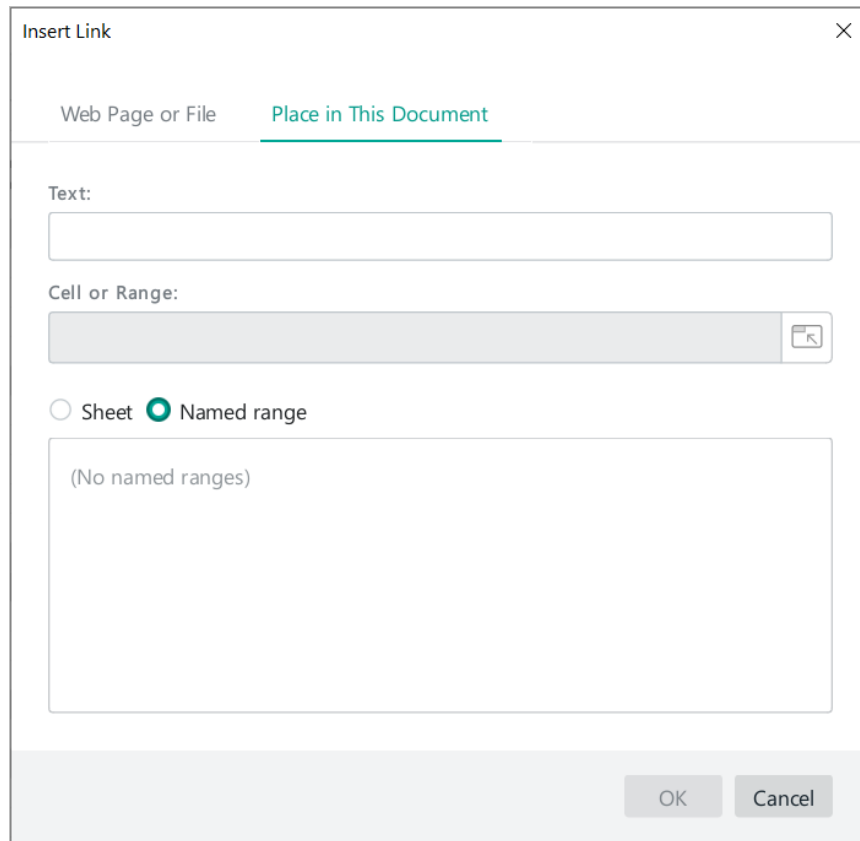 Insert Link
Web Page or File Place in This Document
Text:
Cell or Range:
Sheet Named range
(No named ranges)
OK Cancel